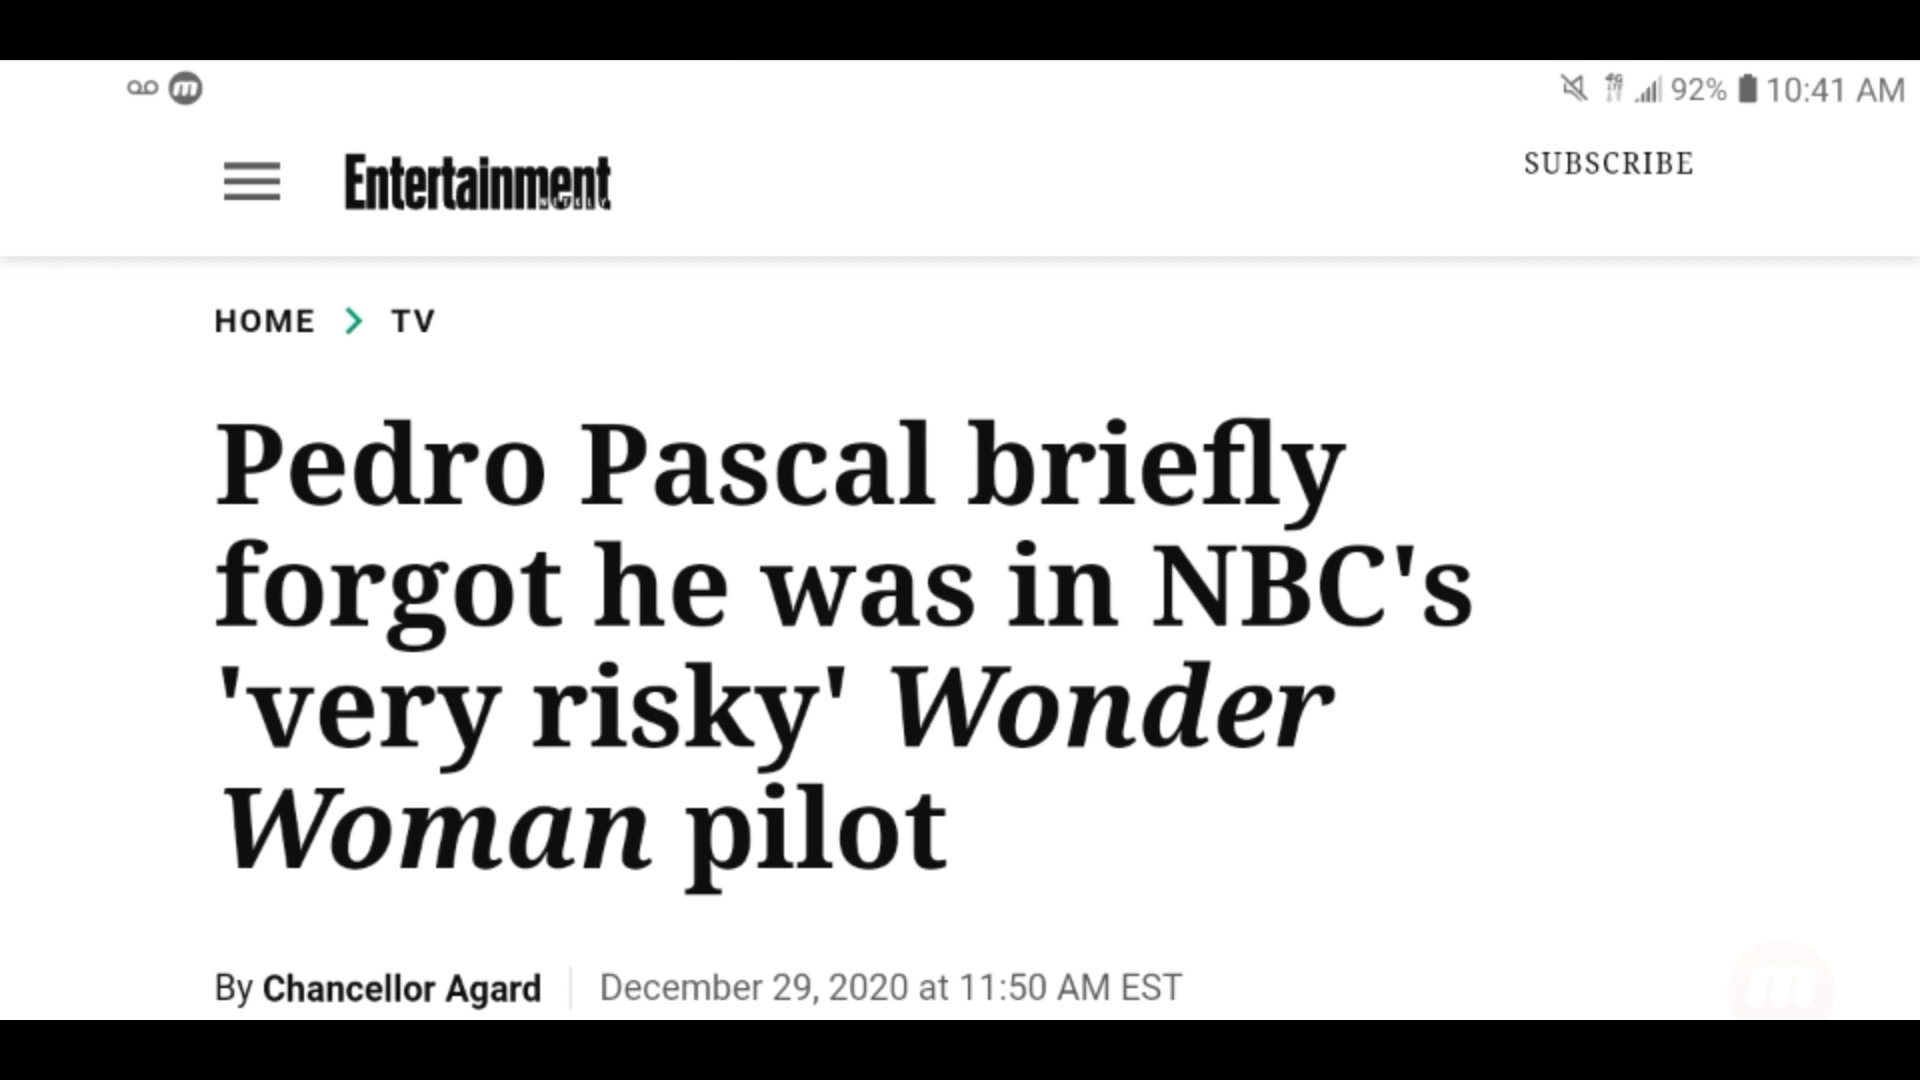 92% 10:41 AM
Entertainment
WEEKLY
SUBSCRIBE
HOME > TV
Pedro Pascal briefly
forgot he was in NBC's
'very risky' Wonder
Woman pilot
By Chancellor Agard | December 29, 2020 at 11:50 AM EST
m